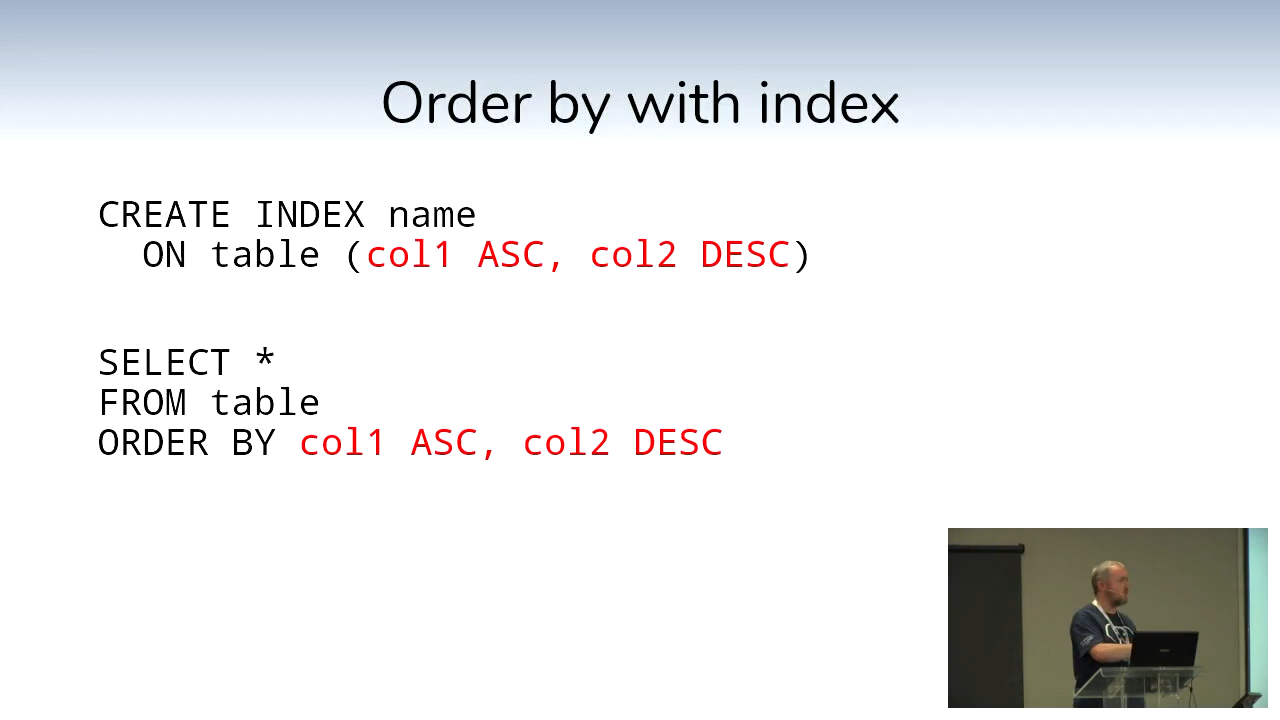 Order by with index
CREATE INDEX name
ON table (col1 ASC, col2 DESC)
SELECT *
FROM table
ORDER BY col1 ASC, col2 DESC